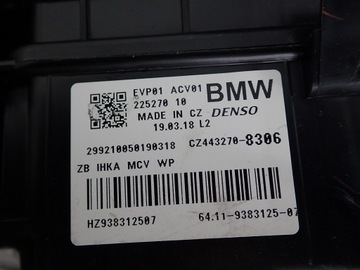 EVP01 ACV01 BMW
225270 10
MADE IN CZ DENSO
19.03.18 L2
299210050190318 CZ443270-8306
ZB IHKA MCV WP
HZ938312507 64.11-9383125-07